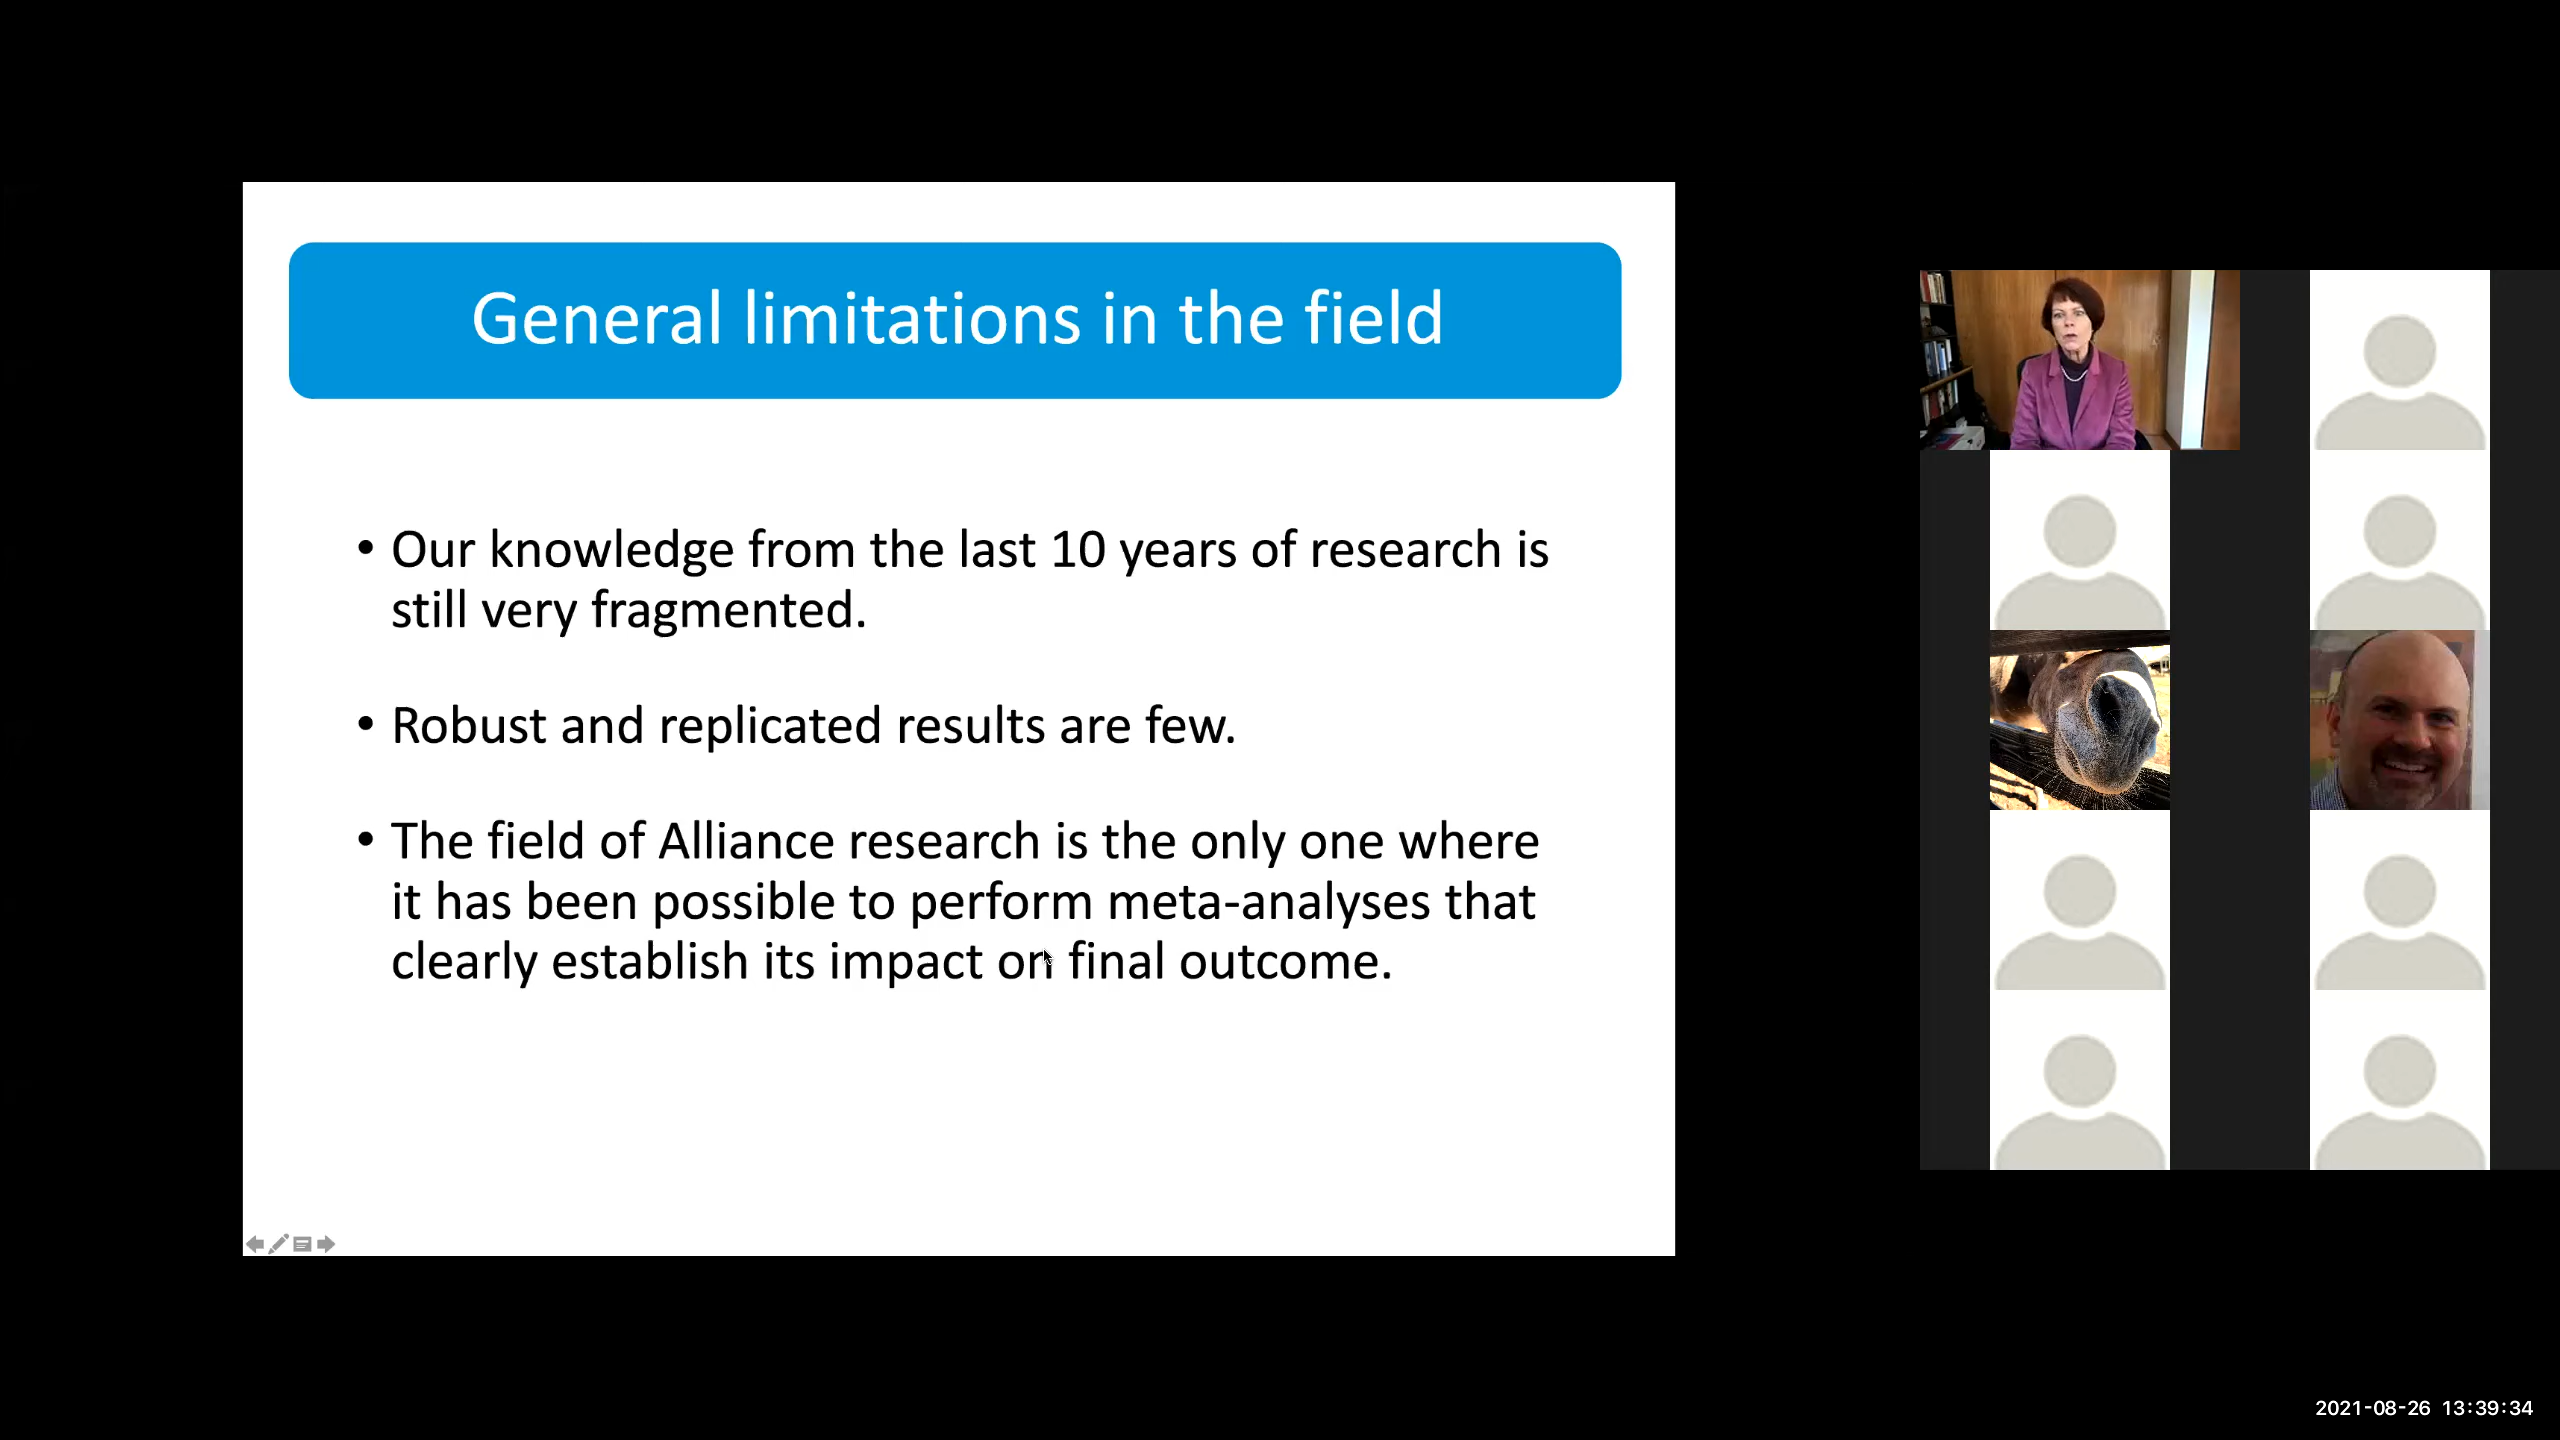 General limitations in the field
• Our knowledge from the last 10 years of research is
still very fragmented.
• Robust and replicated results are few.
• The field of Alliance research is the only one where
it has been possible to perform meta-analyses that
clearly establish its impact on final outcome.
2021-08-26 13:39:34